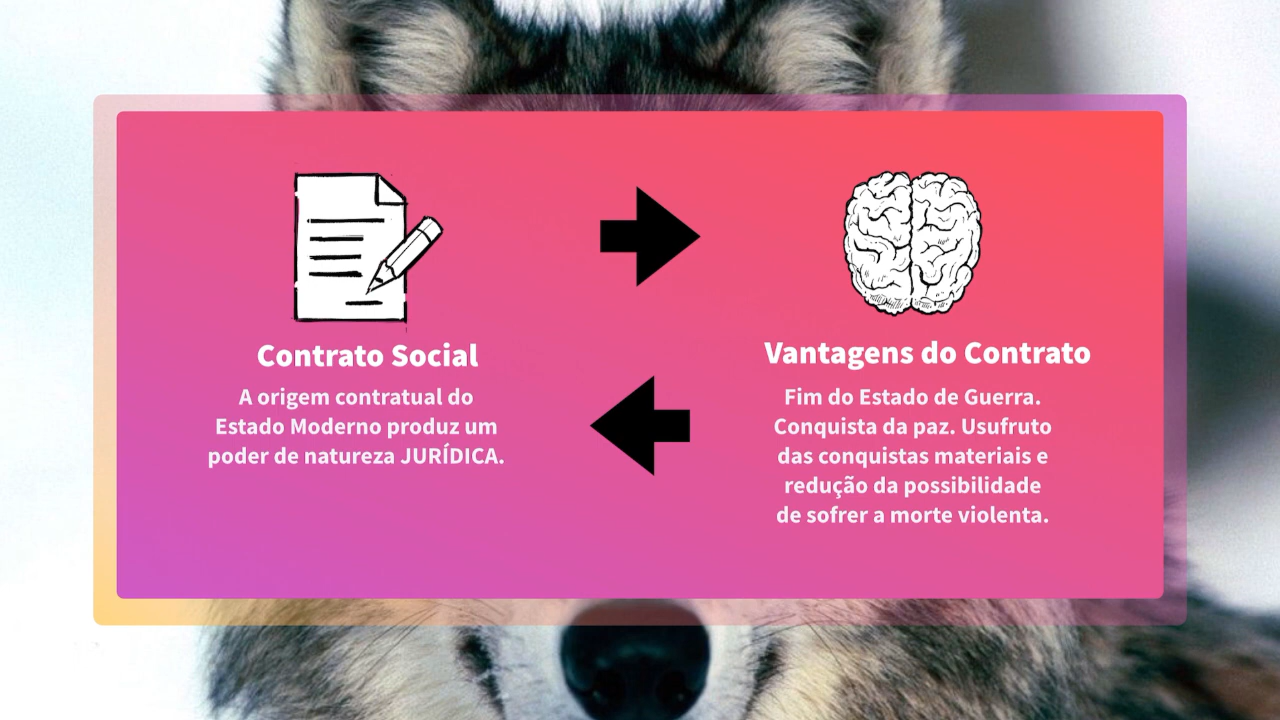 Contrato Social
A origem contratual do
Estado Moderno produz um
poder de natureza JURÍDICA.
Vantagens do Contrato
Fim do Estado de Guerra.
Conquista da paz. Usufruto
das conquistas materiais e
redução da possibilidade
de sofrer a morte violenta.